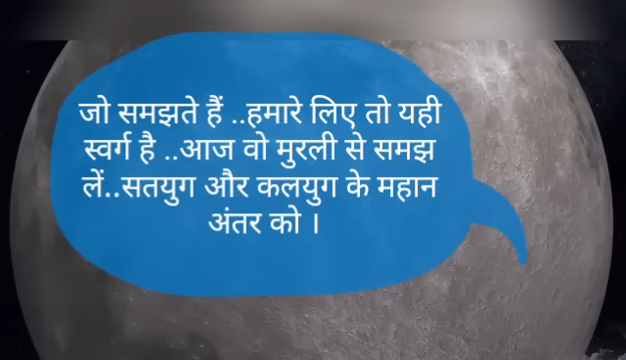 जो समझते हैं ..हमारे लिए तो यही
स्वर्ग है ..आज वो मुरली से समझ
लें..सतयुग और कलयुग के महान
अंतर को ।